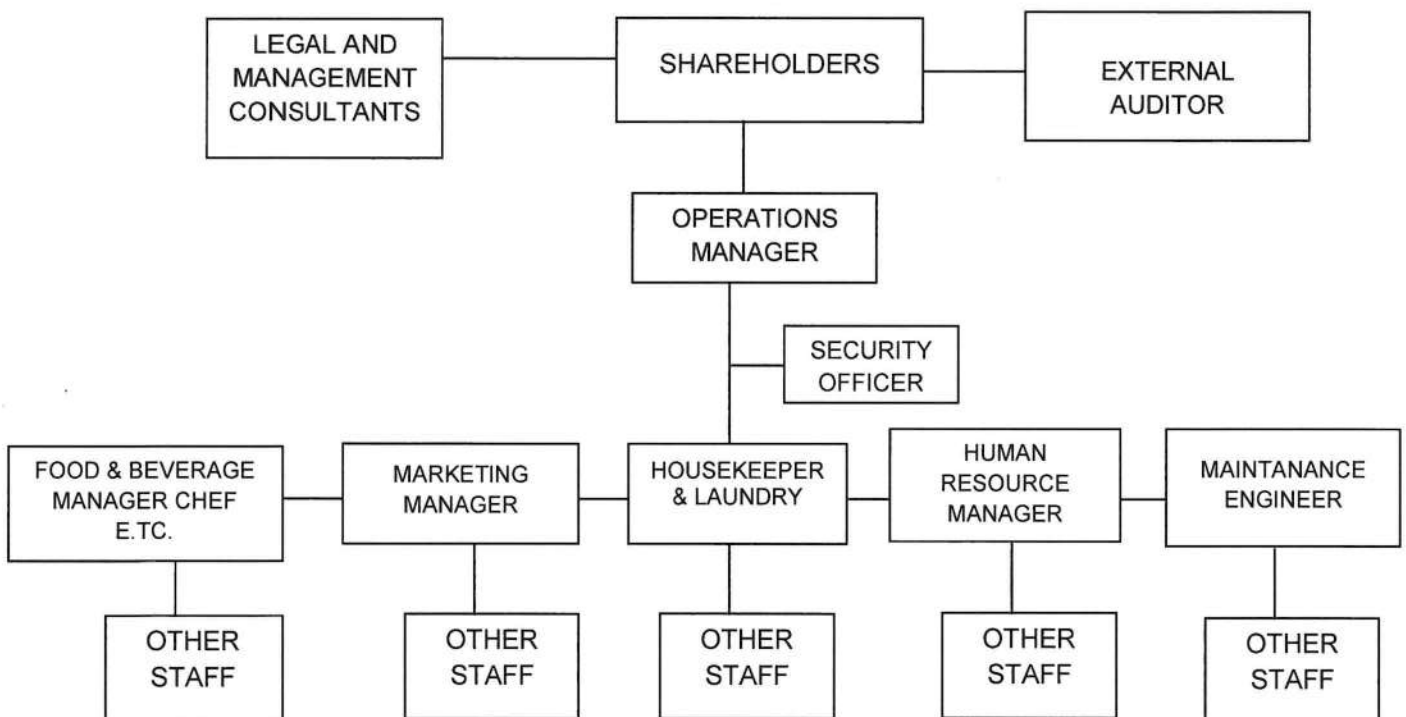 LEGAL AND
MANAGEMENT
CONSULTANTS
SHAREHOLDERS
EXTERNAL
AUDITOR
OPERATIONS
MANAGER
SECURITY
OFFICER
FOOD & BEVERAGE
MANAGER CHEF
E.TC.
MARKETING
MANAGER
HOUSEKEEPER
& LAUNDRY
HUMAN
RESOURCE
MANAGER
MAINTANANCE
ENGINEER
OTHER
STAFF
OTHER
STAFF
OTHER
STAFF
OTHER
STAFF
OTHER
STAFF